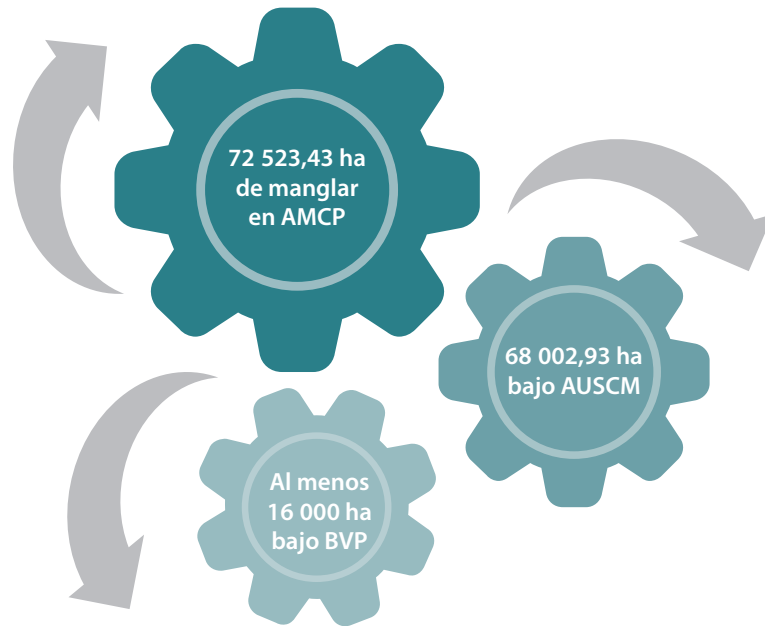 72 523,43 ha
de manglar
en AMCP
68 002,93 ha
bajo AUSCM
Al menos
16 000 ha
bajo BVP